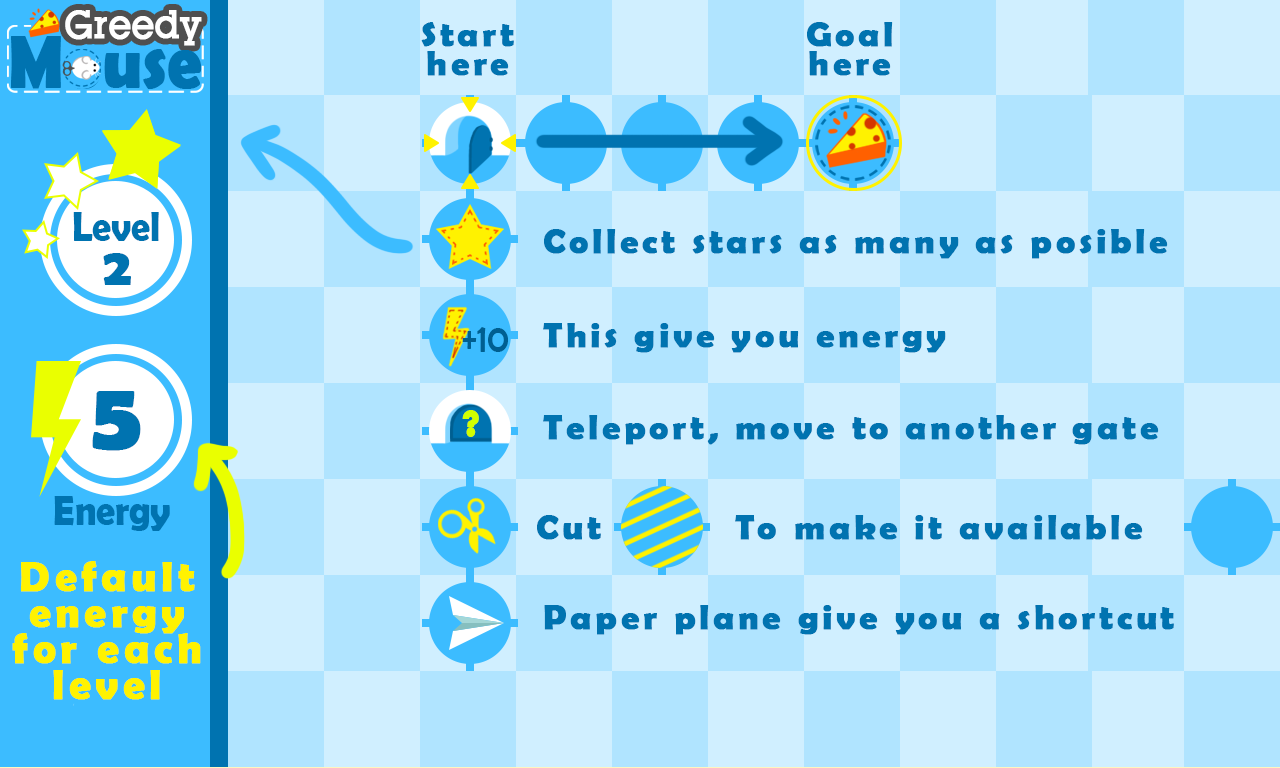 Greedy
Mouse
Start
here
Goal
here
Level
2
Collect stars as many as posible
+10
This give you energy
5
Energy
?
Teleport, move to another gate
Cut
To make it available
Default
energy
for each
level
Paper plane give you a shortcut